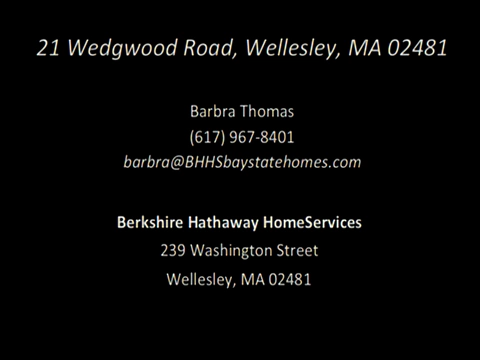 21 Wedgwood Road, Wellesley, MA 02481
Barbra Thomas
(617) 967-8401
barbra@BHHSbaystatehomes.com
Berkshire Hathaway HomeServices
239 Washington Street
Wellesley, MA 02481